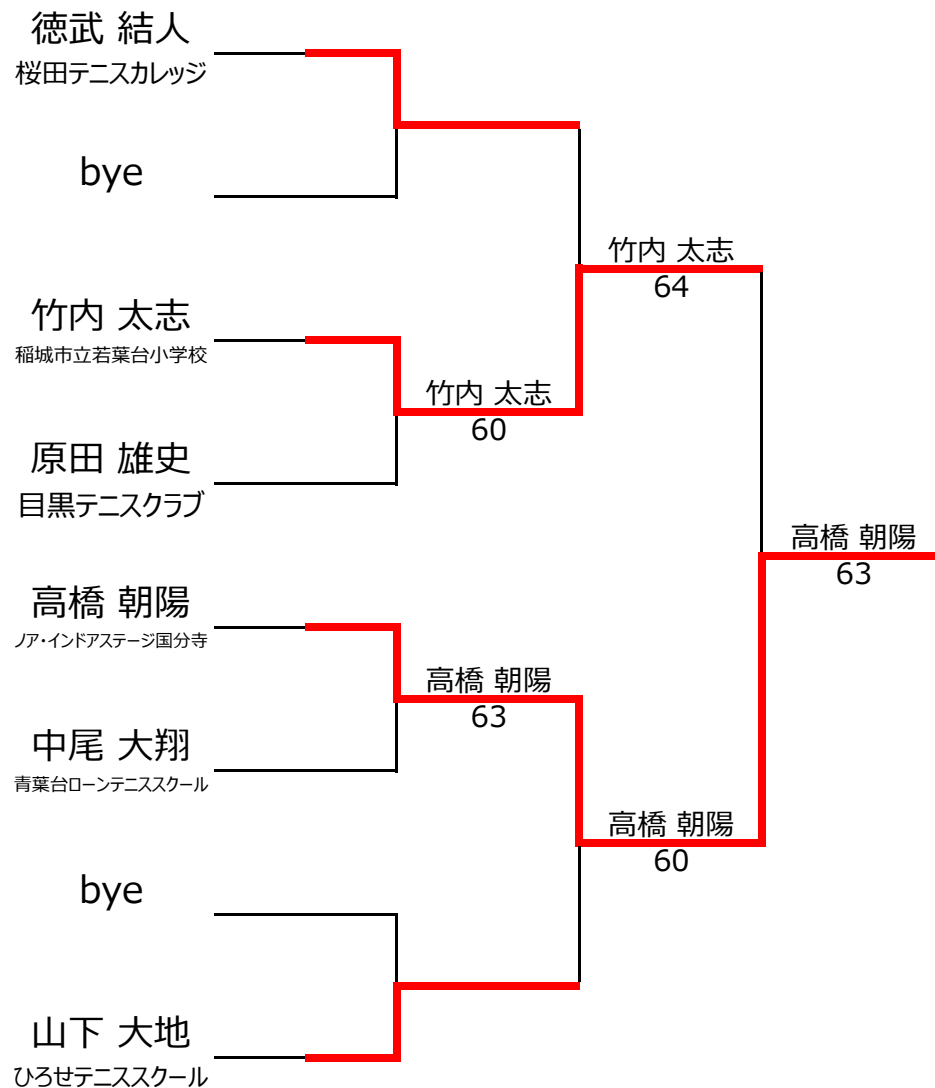 徳武 結人
桜田テニスカレッジ
bye
竹内 太志
64
竹内 太志
稲城市立若葉台小学校
竹内 太志
60
原田 雄史
目黒テニスクラブ
高橋 朝陽
63
高橋 朝陽
ノア・インドアステージ国分寺
高橋 朝陽
63
中尾 大翔
青葉台ローンテニススクール
高橋 朝陽
60
bye
山下 大地
ひろせテニススクール